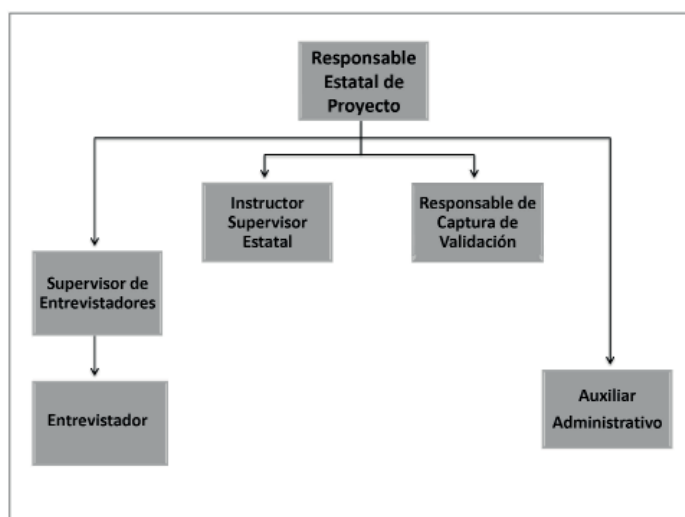 Responsable
Estatal de
Proyecto
Instructor
Supervisor
Estatal
Responsable de
Captura de
Validación
Supervisor de
Entrevistadores
Entrevistador
Auxiliar
Administrativo